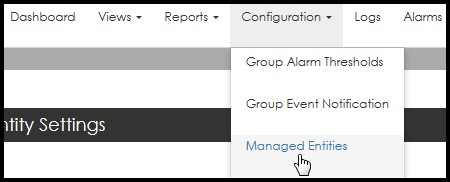 Dashboard Views Reports Configuration Logs Alarms
Group Alarm Thresholds
Group Event Notification
ntity Settings
Managed Entities